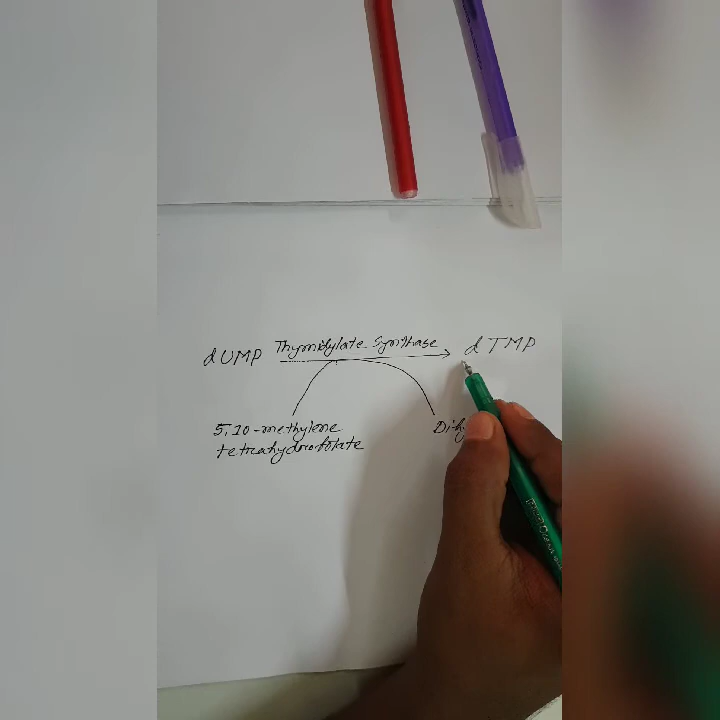 dUMP Thymidylate Synthase dTMP
5,10-methylene
tetrahydrofolate